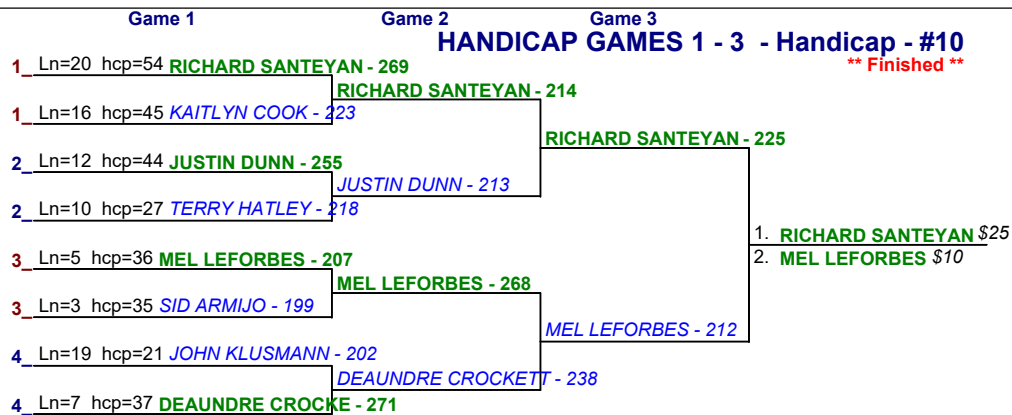 Game 1 Game 2 Game 3
HANDICAP GAMES 1 - 3 - Handicap - #10
** Finished **
1_ Ln=20 hcp=54 RICHARD SANTEYAN - 269
RICHARD SANTEYAN - 214
1_ Ln=16 hcp=45 KAITLYN COOK - 223
RICHARD SANTEYAN - 225
2_ Ln=12 hcp=44 JUSTIN DUNN - 255
JUSTIN DUNN - 213
2_ Ln=10 hcp=27 TERRY HATLEY - 218
1. RICHARD SANTEYAN $25
2. MEL LEFORBES $10
3_ Ln=5 hcp=36 MEL LEFORBES - 207
MEL LEFORBES - 268
3_ Ln=3 hcp=35 SID ARMIJO - 199
MEL LEFORBES - 212
4_ Ln=19 hcp=21 JOHN KLUSMANN - 202
DEAUNDRE CROCKETT - 238
4_ Ln=7 hcp=37 DEAUNDRE CROCKE - 271